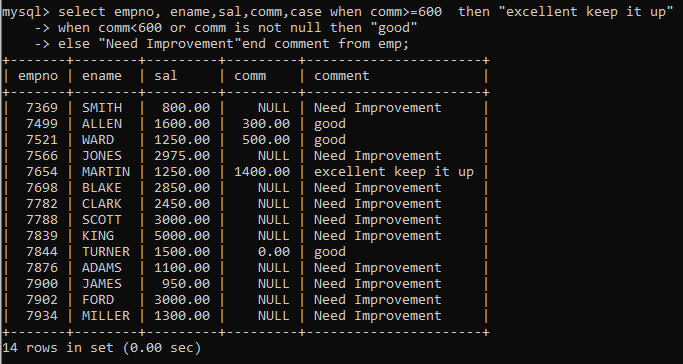 mysql> select empno, ename,sal,comm,case when comm>=600  then "excellent keep it up"
    -> when comm<600 or comm is not null then "good"
    -> else "Need Improvement"end comment from emp;
+-------+--------+---------+---------+----------------------+
| empno | ename  | sal     | comm    | comment              |
+-------+--------+---------+---------+----------------------+
|  7369 | SMITH  |  800.00 |    NULL | Need Improvement     |
|  7499 | ALLEN  | 1600.00 |  300.00 | good                 |
|  7521 | WARD   | 1250.00 |  500.00 | good                 |
|  7566 | JONES  | 2975.00 |    NULL | Need Improvement     |
|  7654 | MARTIN | 1250.00 | 1400.00 | excellent keep it up |
|  7698 | BLAKE  | 2850.00 |    NULL | Need Improvement     |
|  7782 | CLARK  | 2450.00 |    NULL | Need Improvement     |
|  7788 | SCOTT  | 3000.00 |    NULL | Need Improvement     |
|  7839 | KING   | 5000.00 |    NULL | Need Improvement     |
|  7844 | TURNER | 1500.00 |    0.00 | good                 |
|  7876 | ADAMS  | 1100.00 |    NULL | Need Improvement     |
|  7900 | JAMES  |  950.00 |    NULL | Need Improvement     |
|  7902 | FORD   | 3000.00 |    NULL | Need Improvement     |
|  7934 | MILLER | 1300.00 |    NULL | Need Improvement     |
+-------+--------+---------+---------+----------------------+
14 rows in set (0.00 sec)